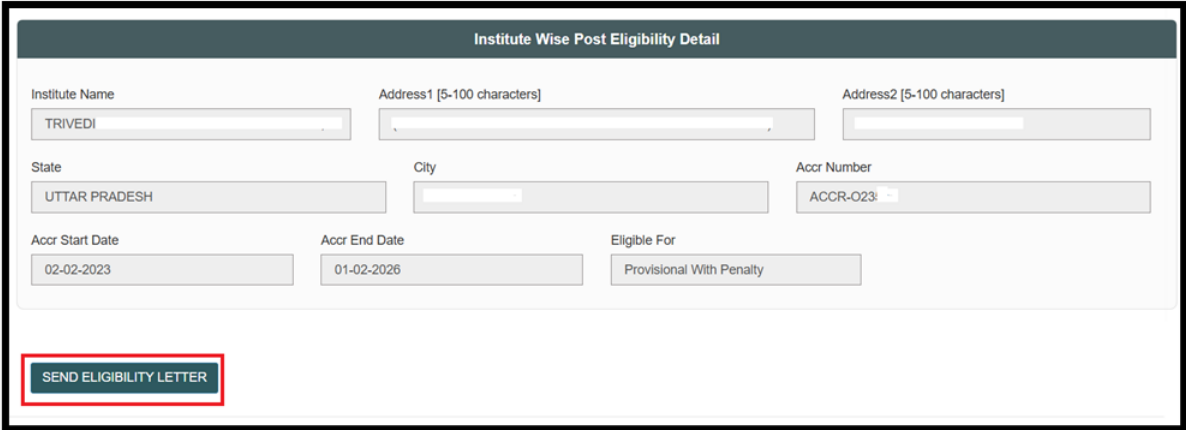 Institute Wise Post Eligibility Detail
Institute Name Address1 [5-100 characters] Address2 [5-100 characters]
TRIVEDI
State City Accr Number
UTTAR PRADESH ACCR-O23
Accr Start Date Accr End Date Eligible For
02-02-2023 01-02-2026 Provisional With Penalty
SEND ELIGIBILITY LETTER